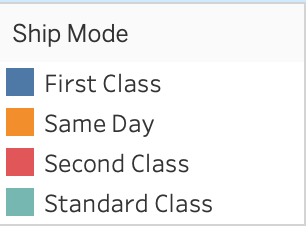 Ship Mode
First Class
Same Day
Second Class
Standard Class